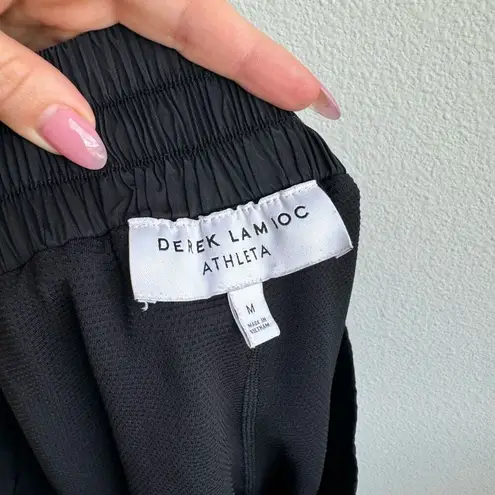 DEREK LAM 10C
ATHLETA
M
MADE IN
VIETNAM